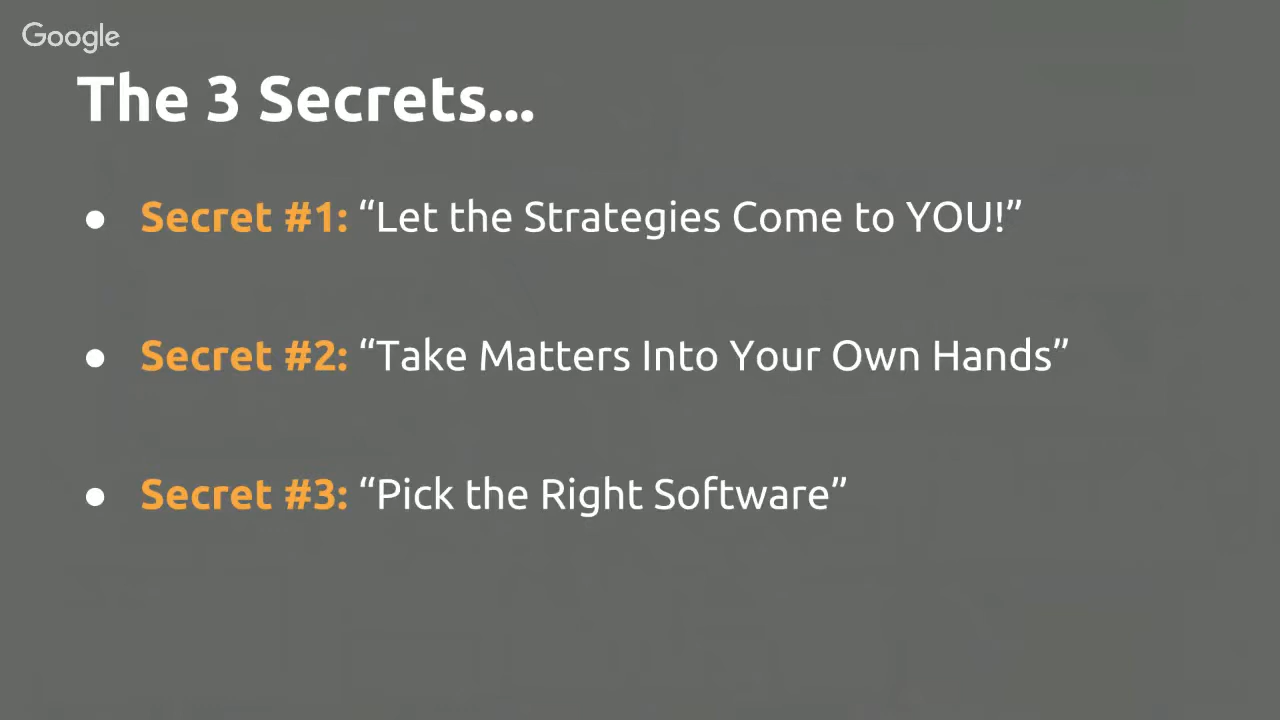 Google
The 3 Secrets...
● Secret #1: “Let the Strategies Come to YOU!”
● Secret #2: “Take Matters Into Your Own Hands”
● Secret #3: “Pick the Right Software”